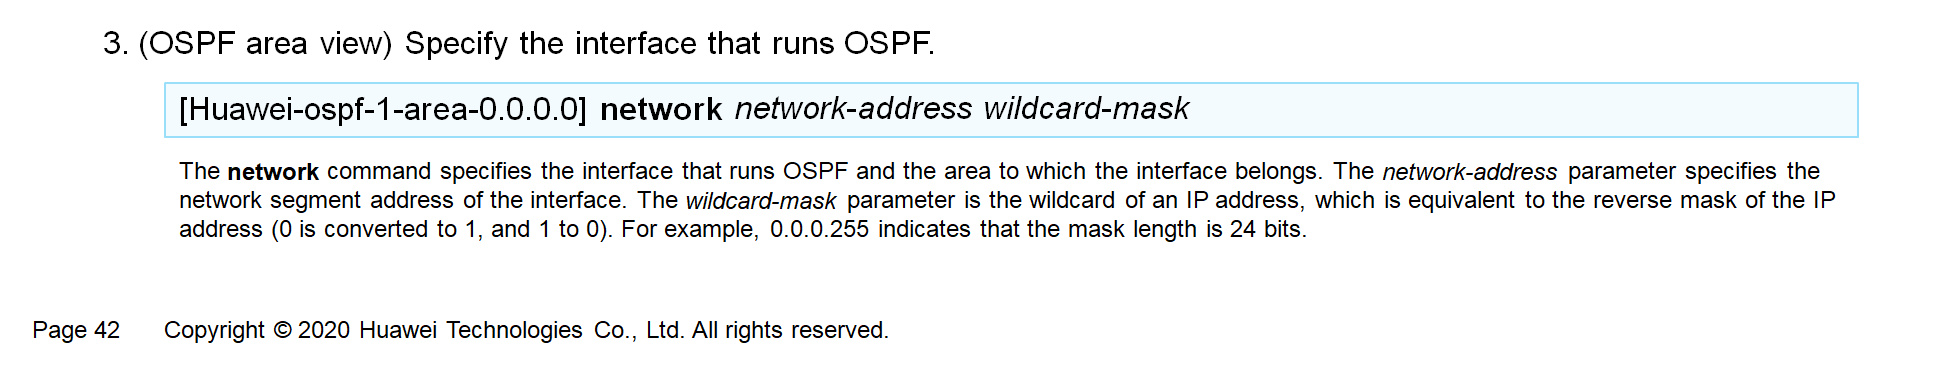 3. (OSPF area view) Specify the interface that runs OSPF.
[Huawei-ospf-1-area-0.0.0.0] network network-address wildcard-mask
The network command specifies the interface that runs OSPF and the area to which the interface belongs. The network-address parameter specifies the
network segment address of the interface. The wildcard-mask parameter is the wildcard of an IP address, which is equivalent to the reverse mask of the IP
address (0 is converted to 1, and 1 to 0). For example, 0.0.0.255 indicates that the mask length is 24 bits.
Page 42 Copyright © 2020 Huawei Technologies Co., Ltd. All rights reserved.